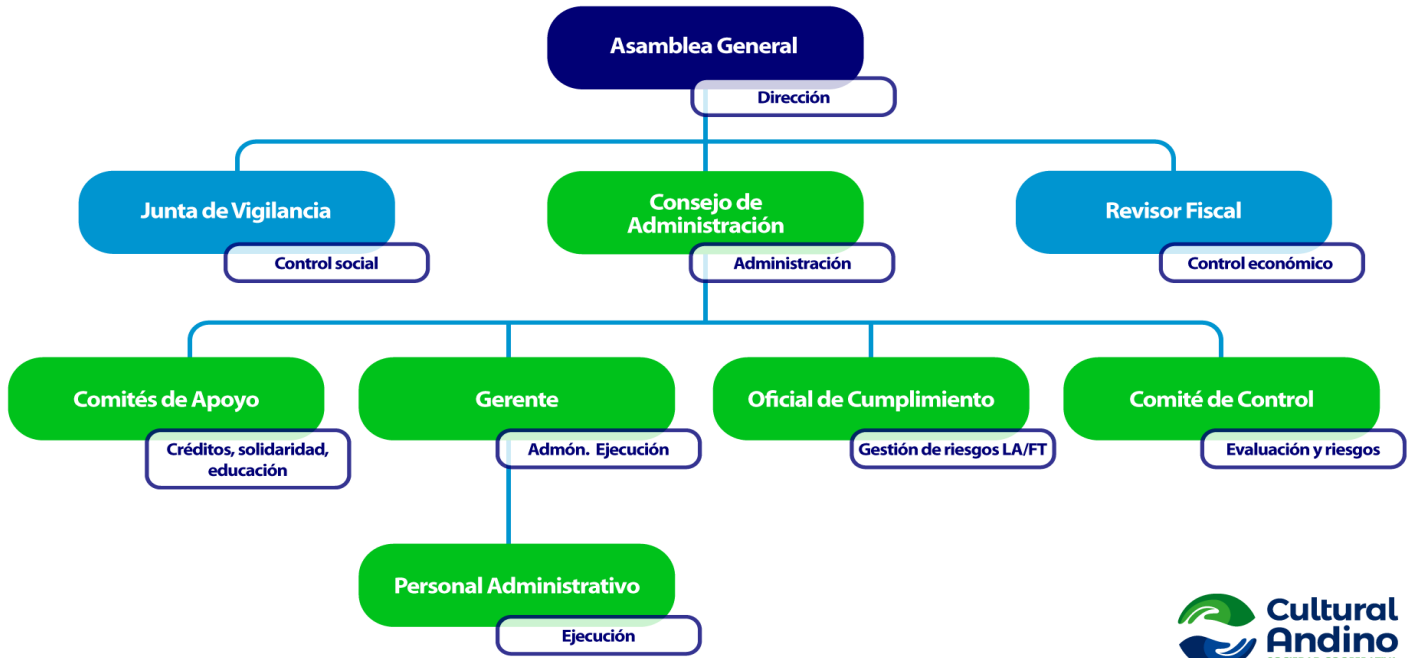 Asamblea General
Dirección
Junta de Vigilancia
Control social
Consejo de
Administración
Administración
Revisor Fiscal
Control económico
Comités de Apoyo
Créditos, solidaridad,
educación
Gerente
Admón. Ejecución
Oficial de Cumplimiento
Gestión de riesgos LA/FT
Comité de Control
Evaluación y riesgos
Personal Administrativo
Ejecución
Cultural
Andino